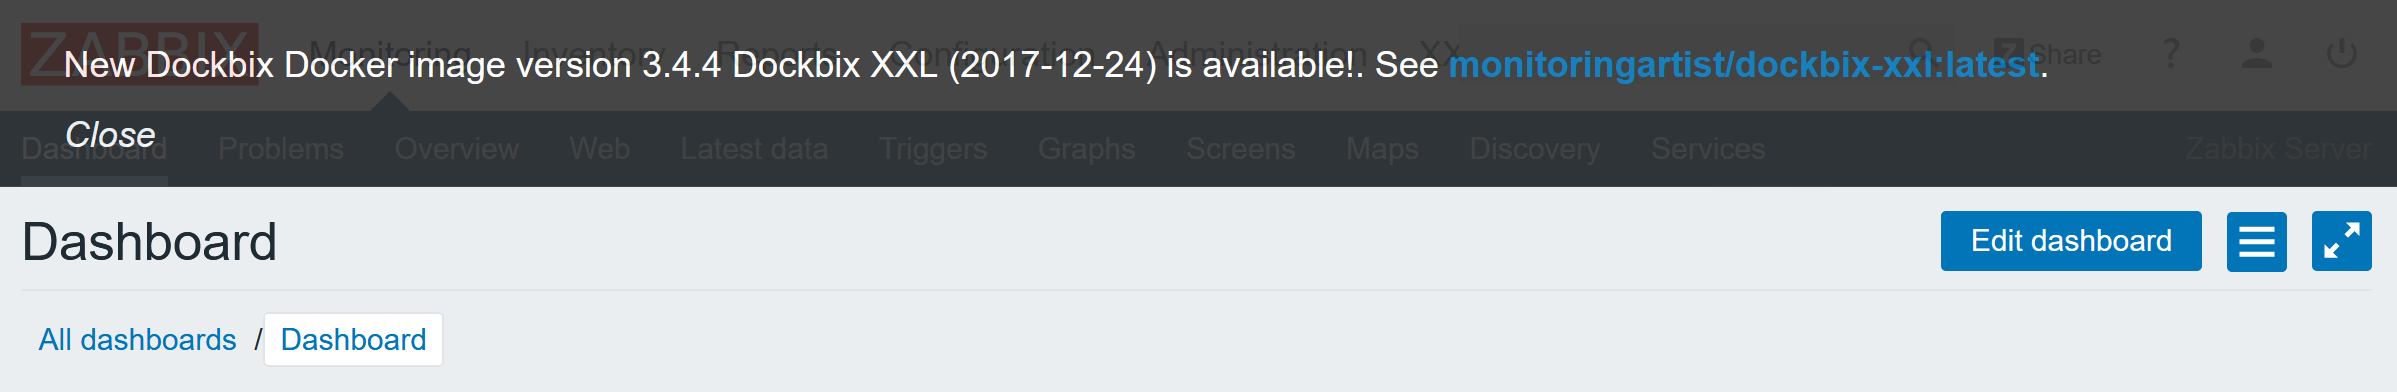 ZABBIX Monitoring Inventory Reports Configuration Administration XX Share ?
New Dockbix Docker image version 3.4.4 Dockbix XXL (2017-12-24) is available!. See monitoringartist/dockbix-xxl:latest.
Close
Dashboard Problems Overview Web Latest data Triggers Graphs Screens Maps Discovery Services Zabbix Server
Dashboard Edit dashboard
All dashboards / Dashboard